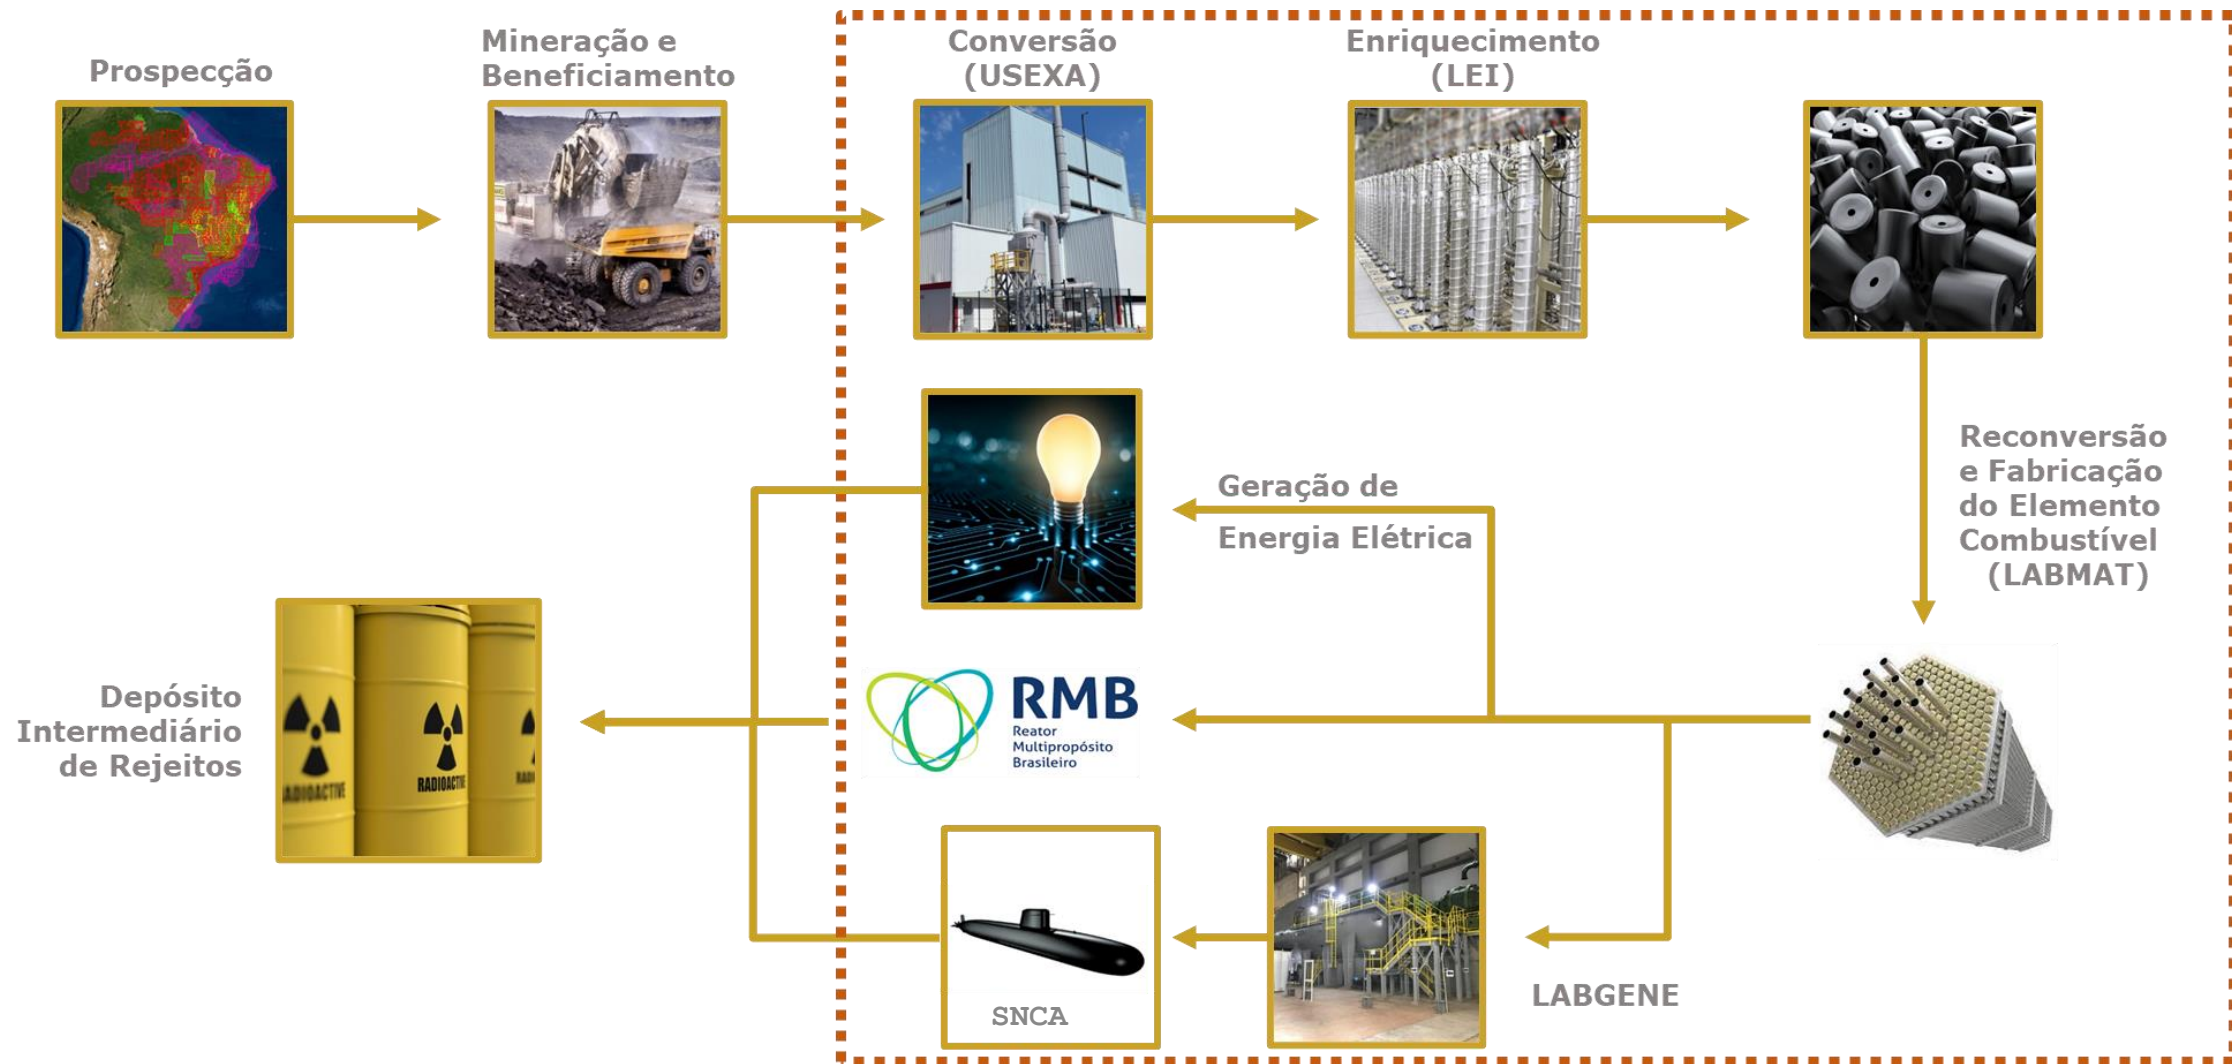 Prospecção
Mineração e
Beneficiamento
Conversão
(USEXA)
Enriquecimento
(LEI)
Reconversão
e Fabricação
do Elemento
Combustível
(LABMAT)
Geração de
Energia Elétrica
RMB
Reator
Multipropósito
Brasileiro
Depósito
Intermediário
de Rejeitos
RADIOACTIVE
SNCA
LABGENE